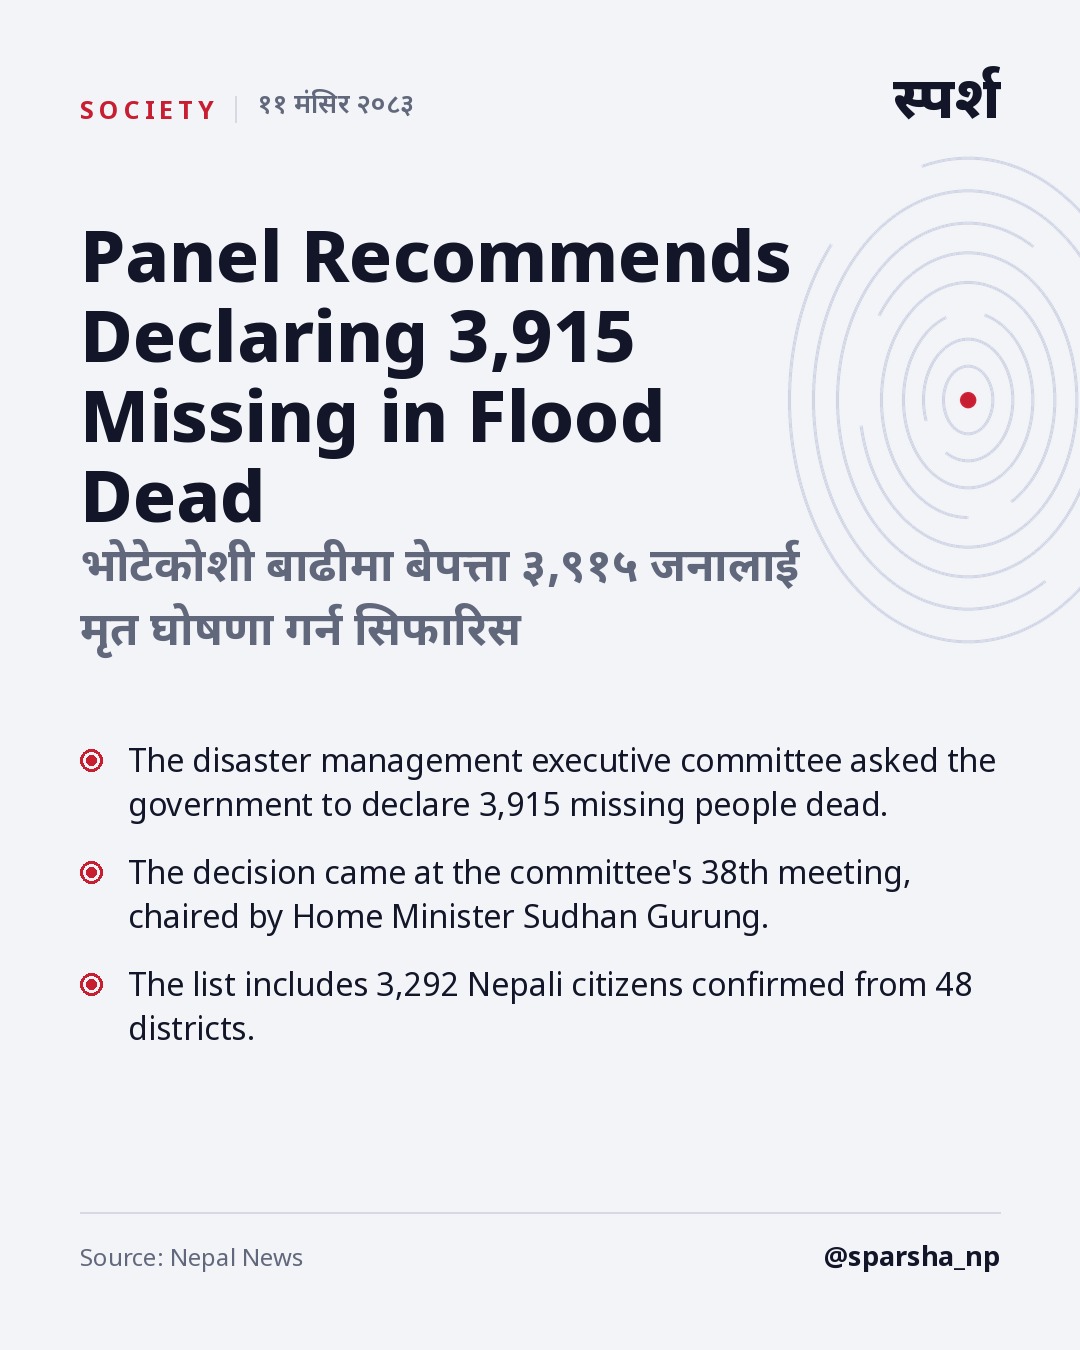 SOCIETY
११ मंसिर २०८३
स्पर्श
Panel Recommends
Declaring 3,915
Missing in Flood
Dead
भोटेकोशी बाढीमा बेपत्ता ३,९१५ जनालाई
मृत घोषणा गर्न सिफारिस
The disaster management executive committee asked the
government to declare 3,915 missing people dead.
The decision came at the committee's 38th meeting,
chaired by Home Minister Sudhan Gurung.
The list includes 3,292 Nepali citizens confirmed from 48
districts.
Source: Nepal News
@sparsha_np